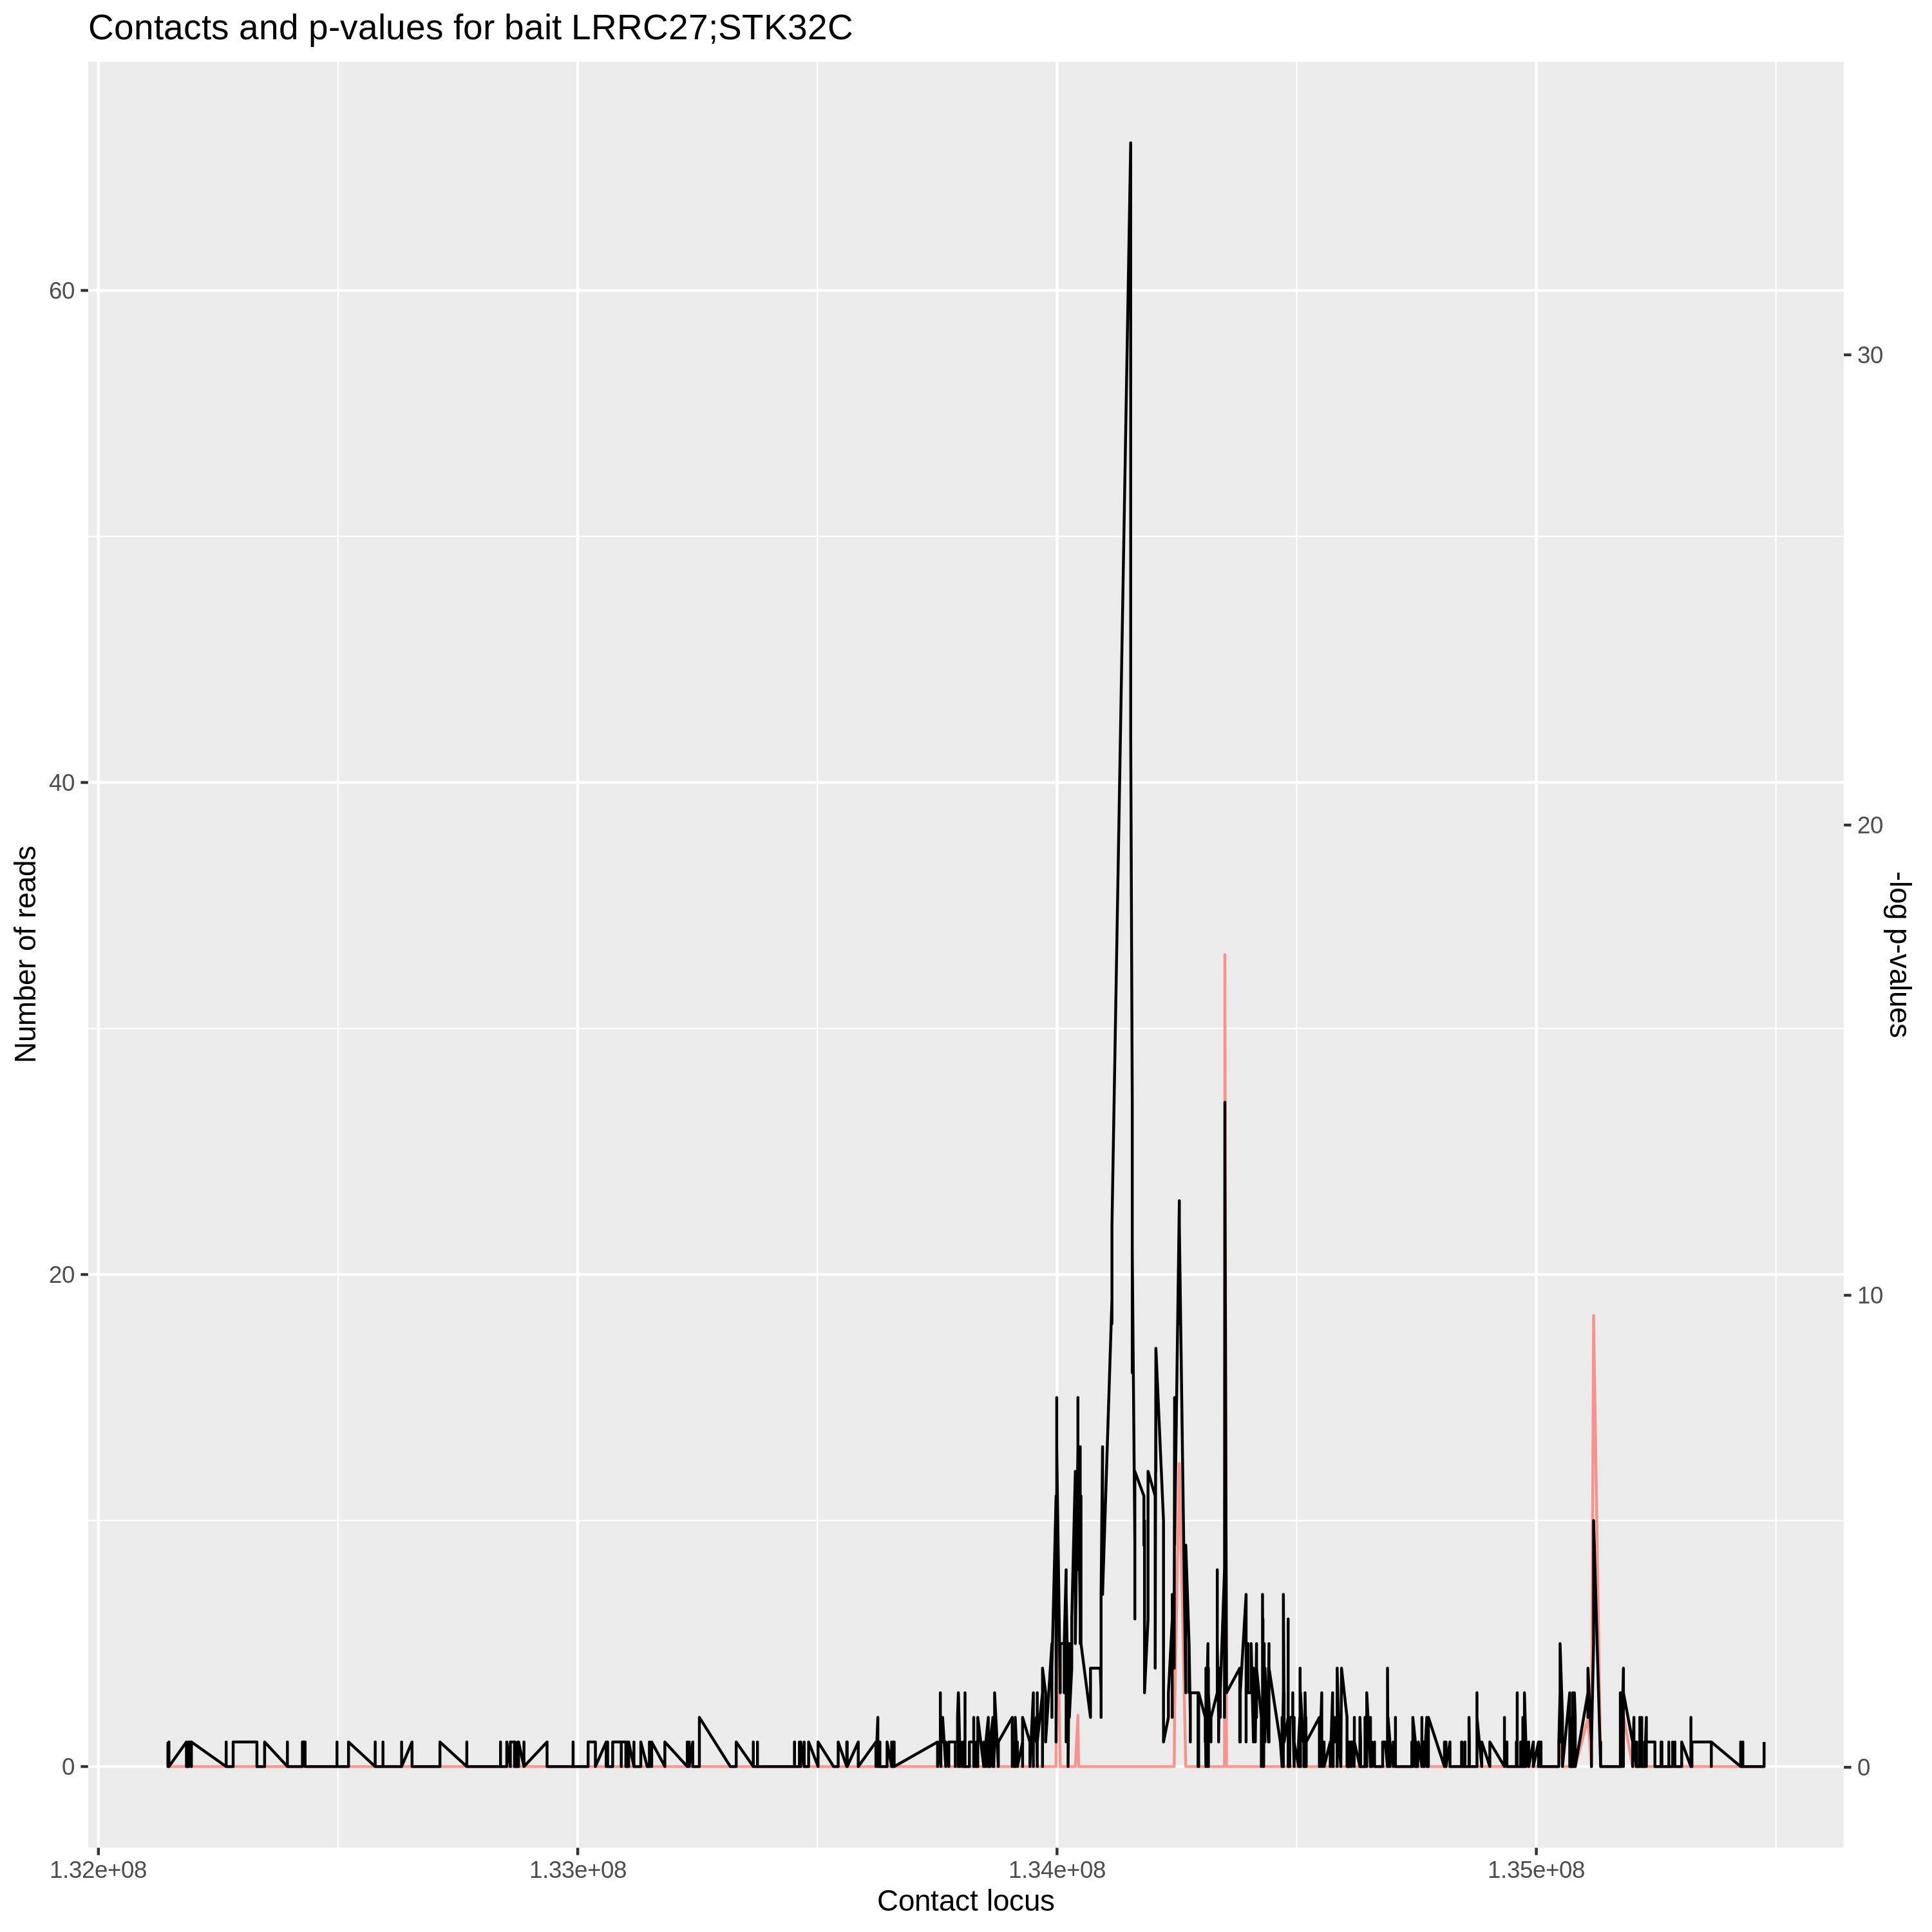 Contacts and p-values for bait LRRC27;STK32C
60
40
20
0
Number of reads
30
20
10
0
-log p-values
1.32e+08
1.33e+08
1.34e+08
1.35e+08
Contact locus